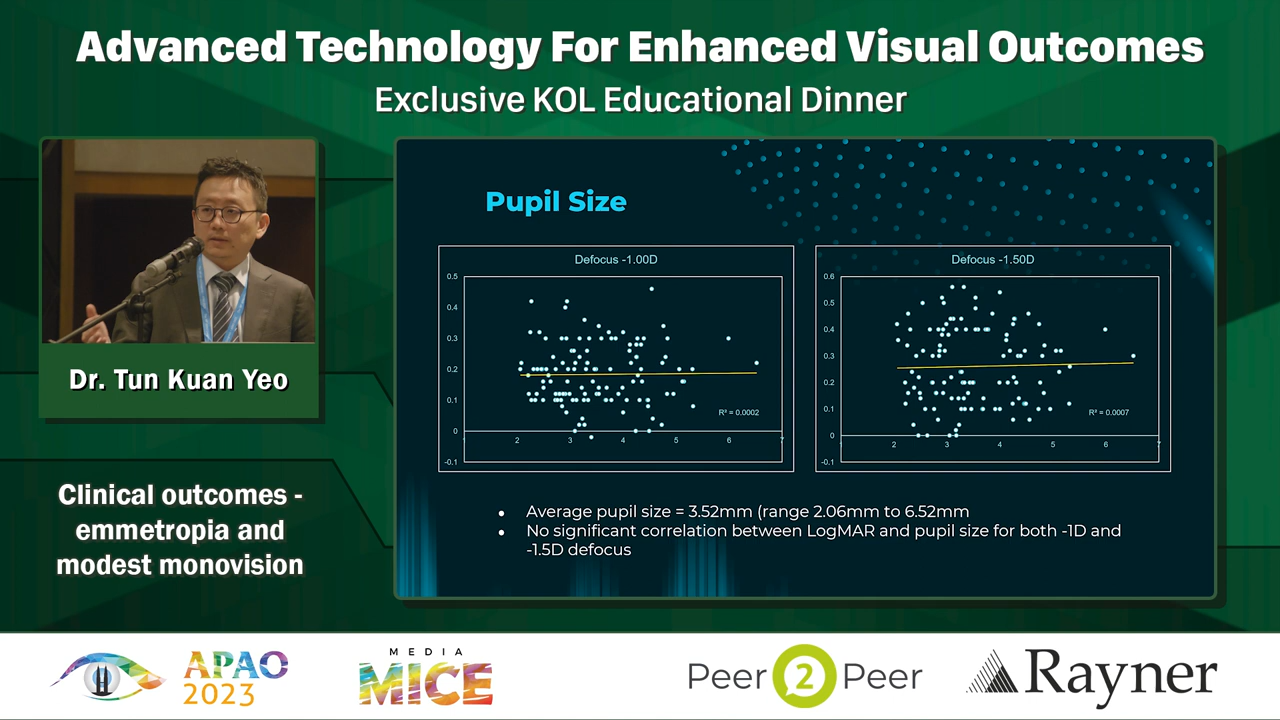 Advanced Technology For Enhanced Visual Outcomes
Exclusive KOL Educational Dinner
Dr. Tun Kuan Yeo
Clinical outcomes -
emmetropia and
modest monovision
Pupil Size
Defocus -1.00D
0.5
0.4
0.3
0.2
0.1
0
-0.1
2
3
4
5
6
7
R² = 0.0002
Defocus -1.50D
0.6
0.5
0.4
0.3
0.2
0.1
0
-0.1
1
2
3
4
5
6
7
R² = 0.0007
• Average pupil size = 3.52mm (range 2.06mm to 6.52mm
• No significant correlation between LogMAR and pupil size for both -1D and
-1.5D defocus
APAO
2023
MEDIA
MICE
Peer 2 Peer
Rayner